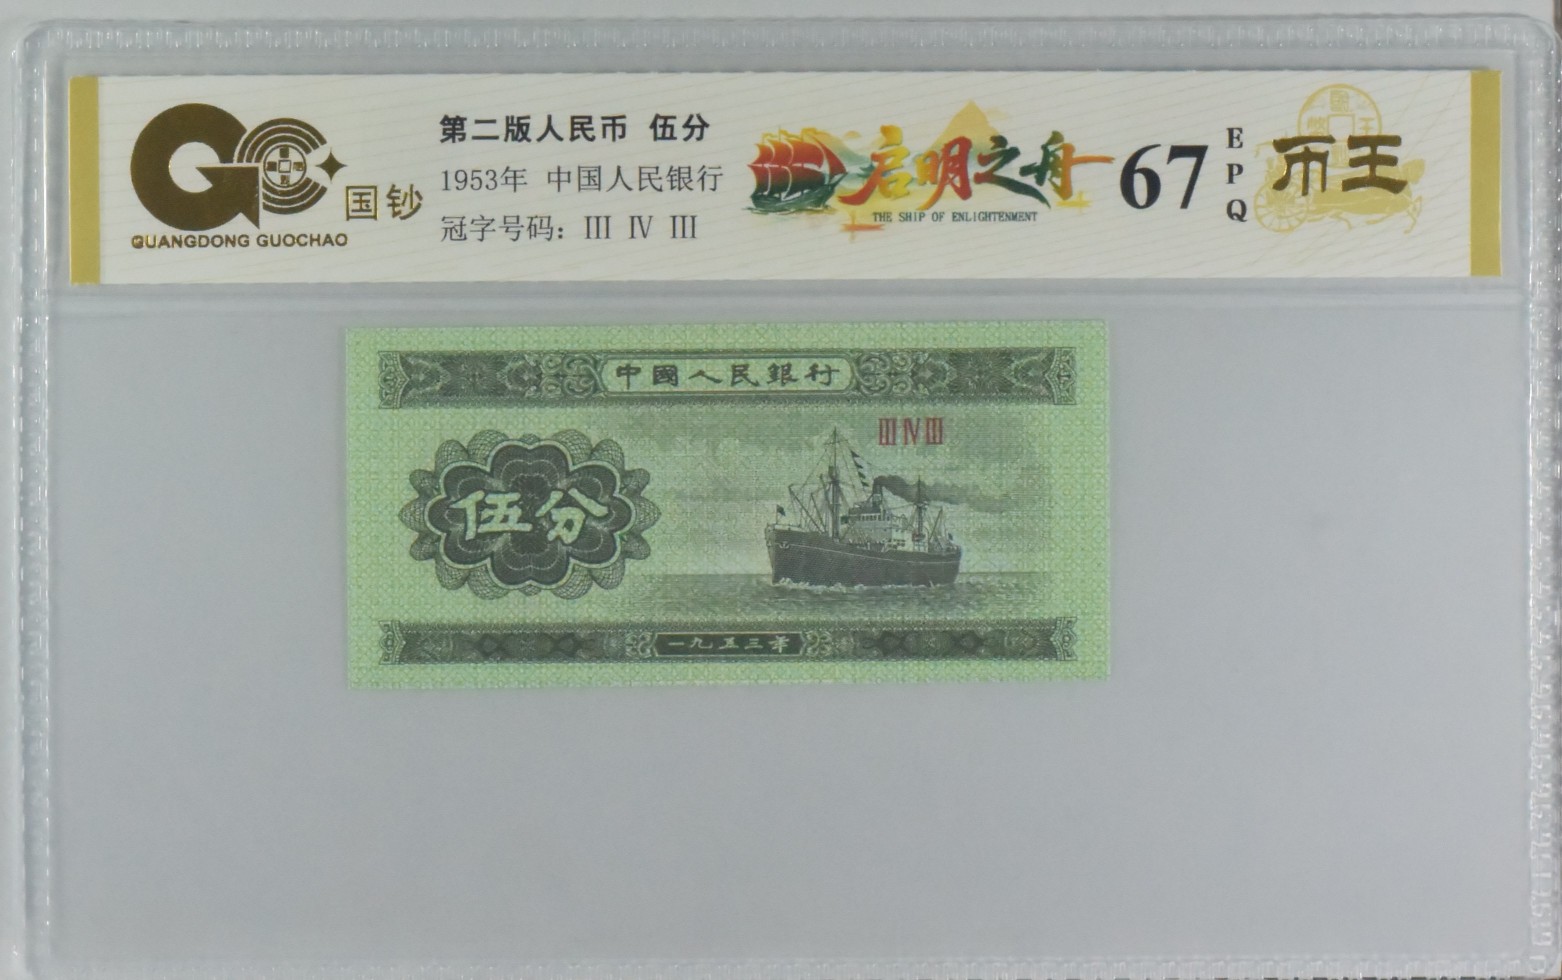 GC
国钞
GUANGDONG GUOCHAO
第二版人民币 伍分
1953年 中国人民银行
冠字号码：Ⅲ Ⅳ Ⅲ
启明之舟
THE SHIP OF ENLIGHTENMENT
67
EPQ
币王
中國人民銀行
ⅢⅣⅢ
伍分
一九五三年